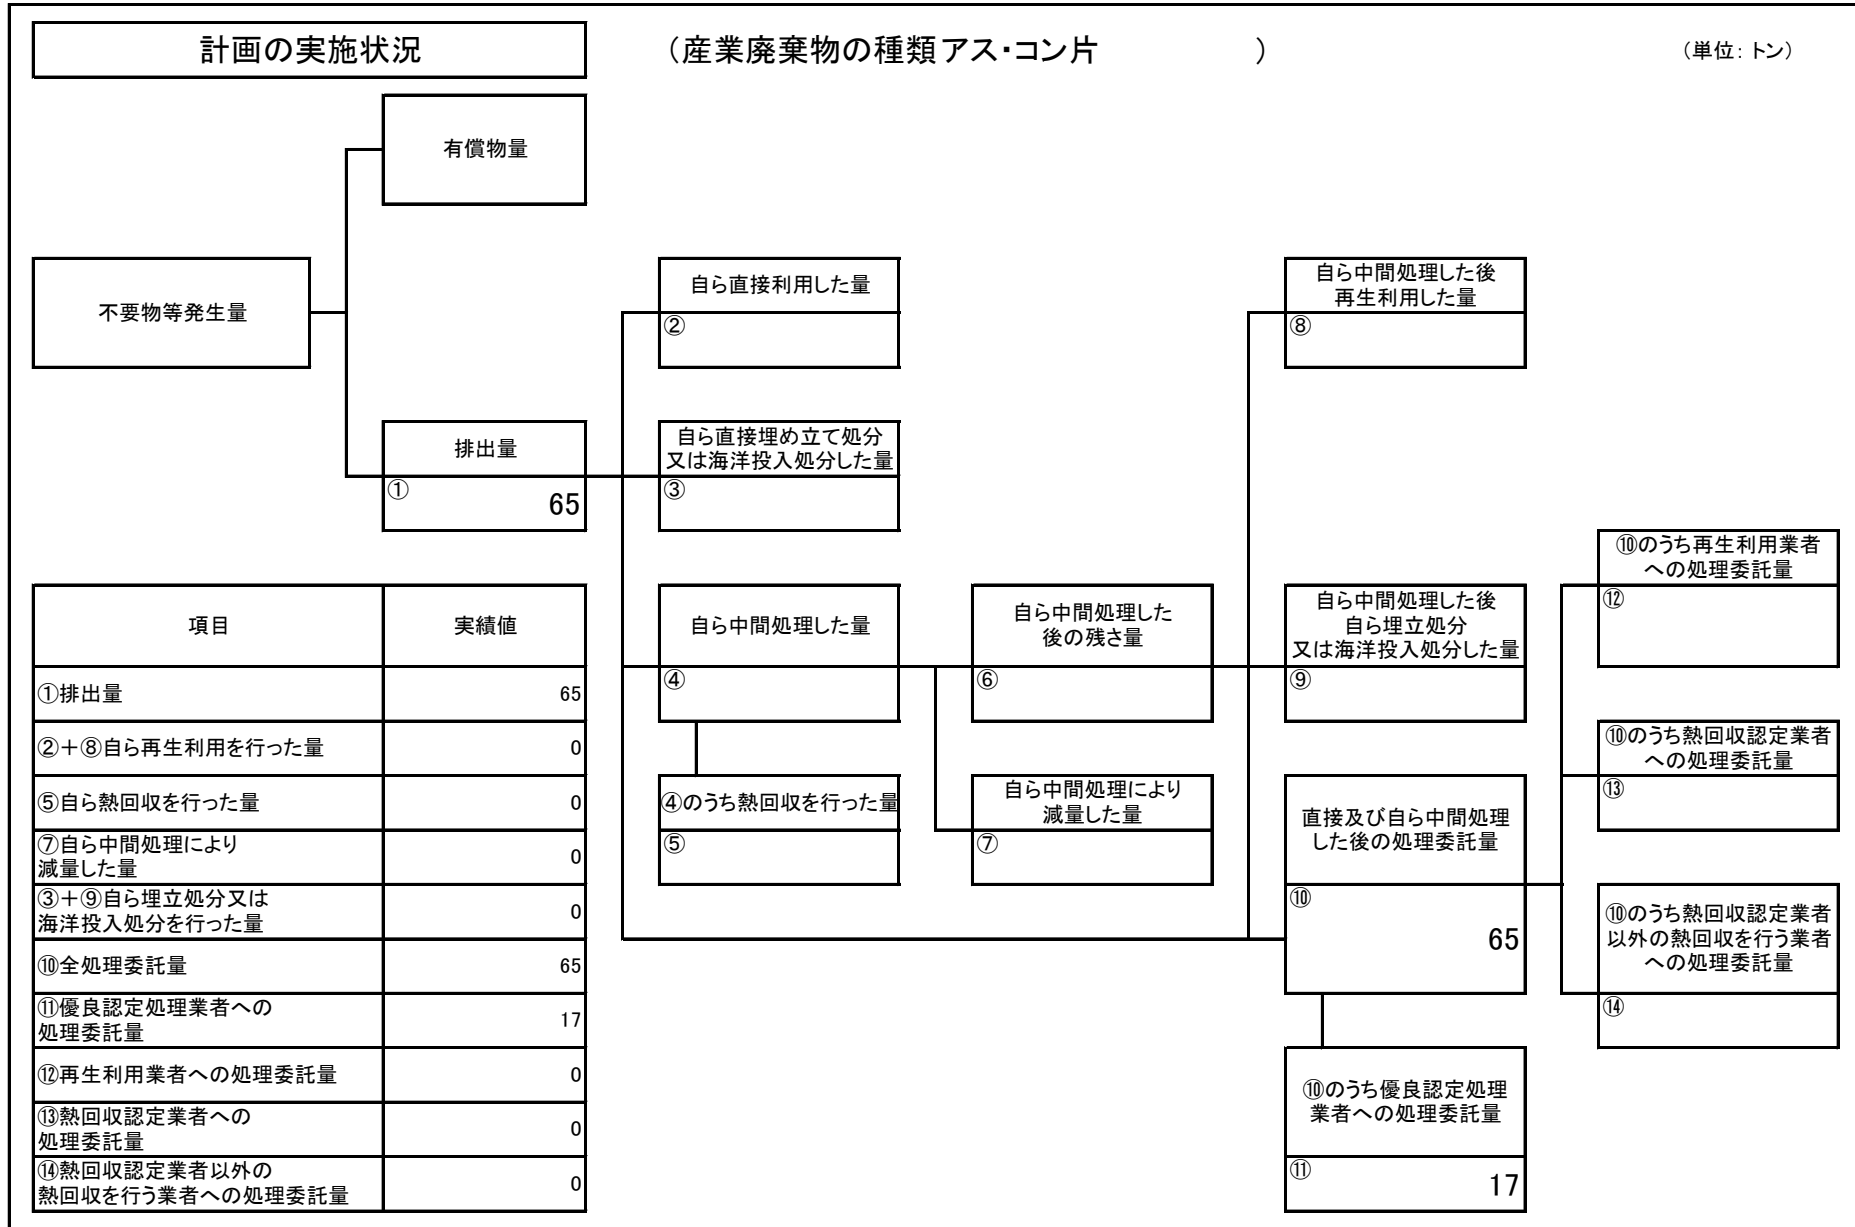 計画の実施状況
（産業廃棄物の種類アス・コン片　　　　　　）
（単位：トン）
有償物量
不要物等発生量
自ら直接利用した量
②
自ら中間処理した後
再生利用した量
⑧
排出量
①
65
自ら直接埋め立て処分
又は海洋投入処分した量
③
⑩のうち再生利用業者
への処理委託量
⑫
自ら中間処理した量
④
自ら中間処理した
後の残さ量
⑥
自ら中間処理した後
自ら埋立処分
又は海洋投入処分した量
⑨
⑩のうち熱回収認定業者
への処理委託量
⑬
④のうち熱回収を行った量
⑤
自ら中間処理により
減量した量
⑦
直接及び自ら中間処理
した後の処理委託量
⑩
65
⑩のうち熱回収認定業者
以外の熱回収を行う業者
への処理委託量
⑭
⑩のうち優良認定処理
業者への処理委託量
⑪
17
項目 実績値
①排出量 65
②＋⑧自ら再生利用を行った量 0
⑤自ら熱回収を行った量 0
⑦自ら中間処理により
減量した量 0
③＋⑨自ら埋立処分又は
海洋投入処分を行った量 0
⑩全処理委託量 65
⑪優良認定処理業者への
処理委託量 17
⑫再生利用業者への処理委託量 0
⑬熱回収認定業者への
処理委託量 0
⑭熱回収認定業者以外の
熱回収を行う業者への処理委託量 0